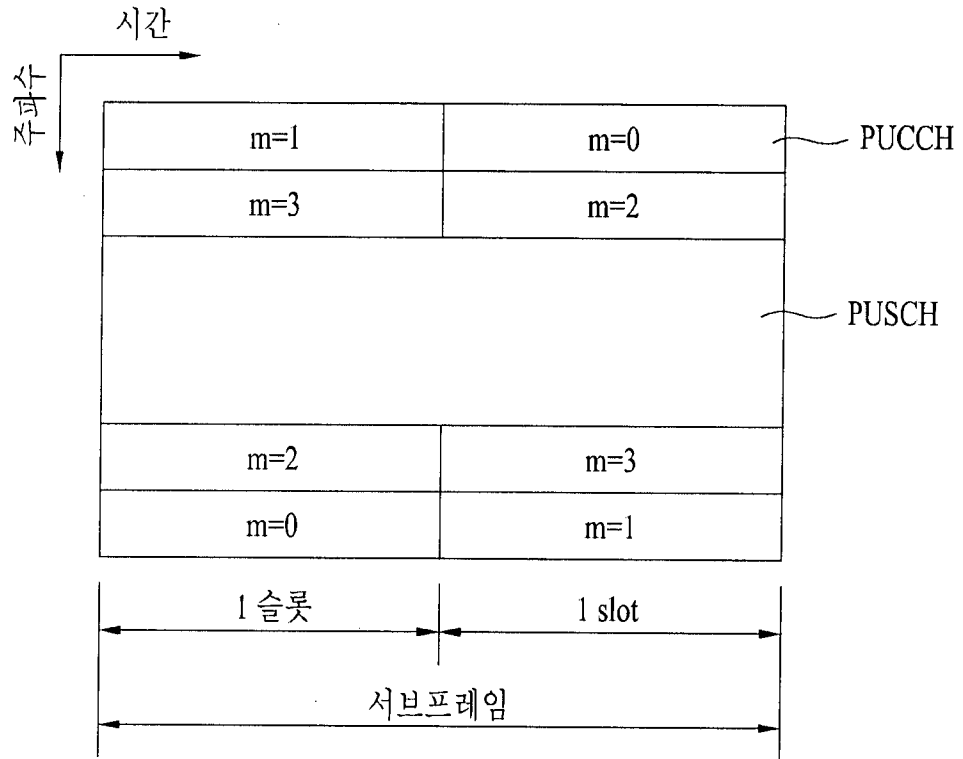 시간
주파수
m=1
m=0
PUCCH
m=3
m=2
PUSCH
m=2
m=3
m=0
m=1
1 슬롯
1 slot
서브프레임